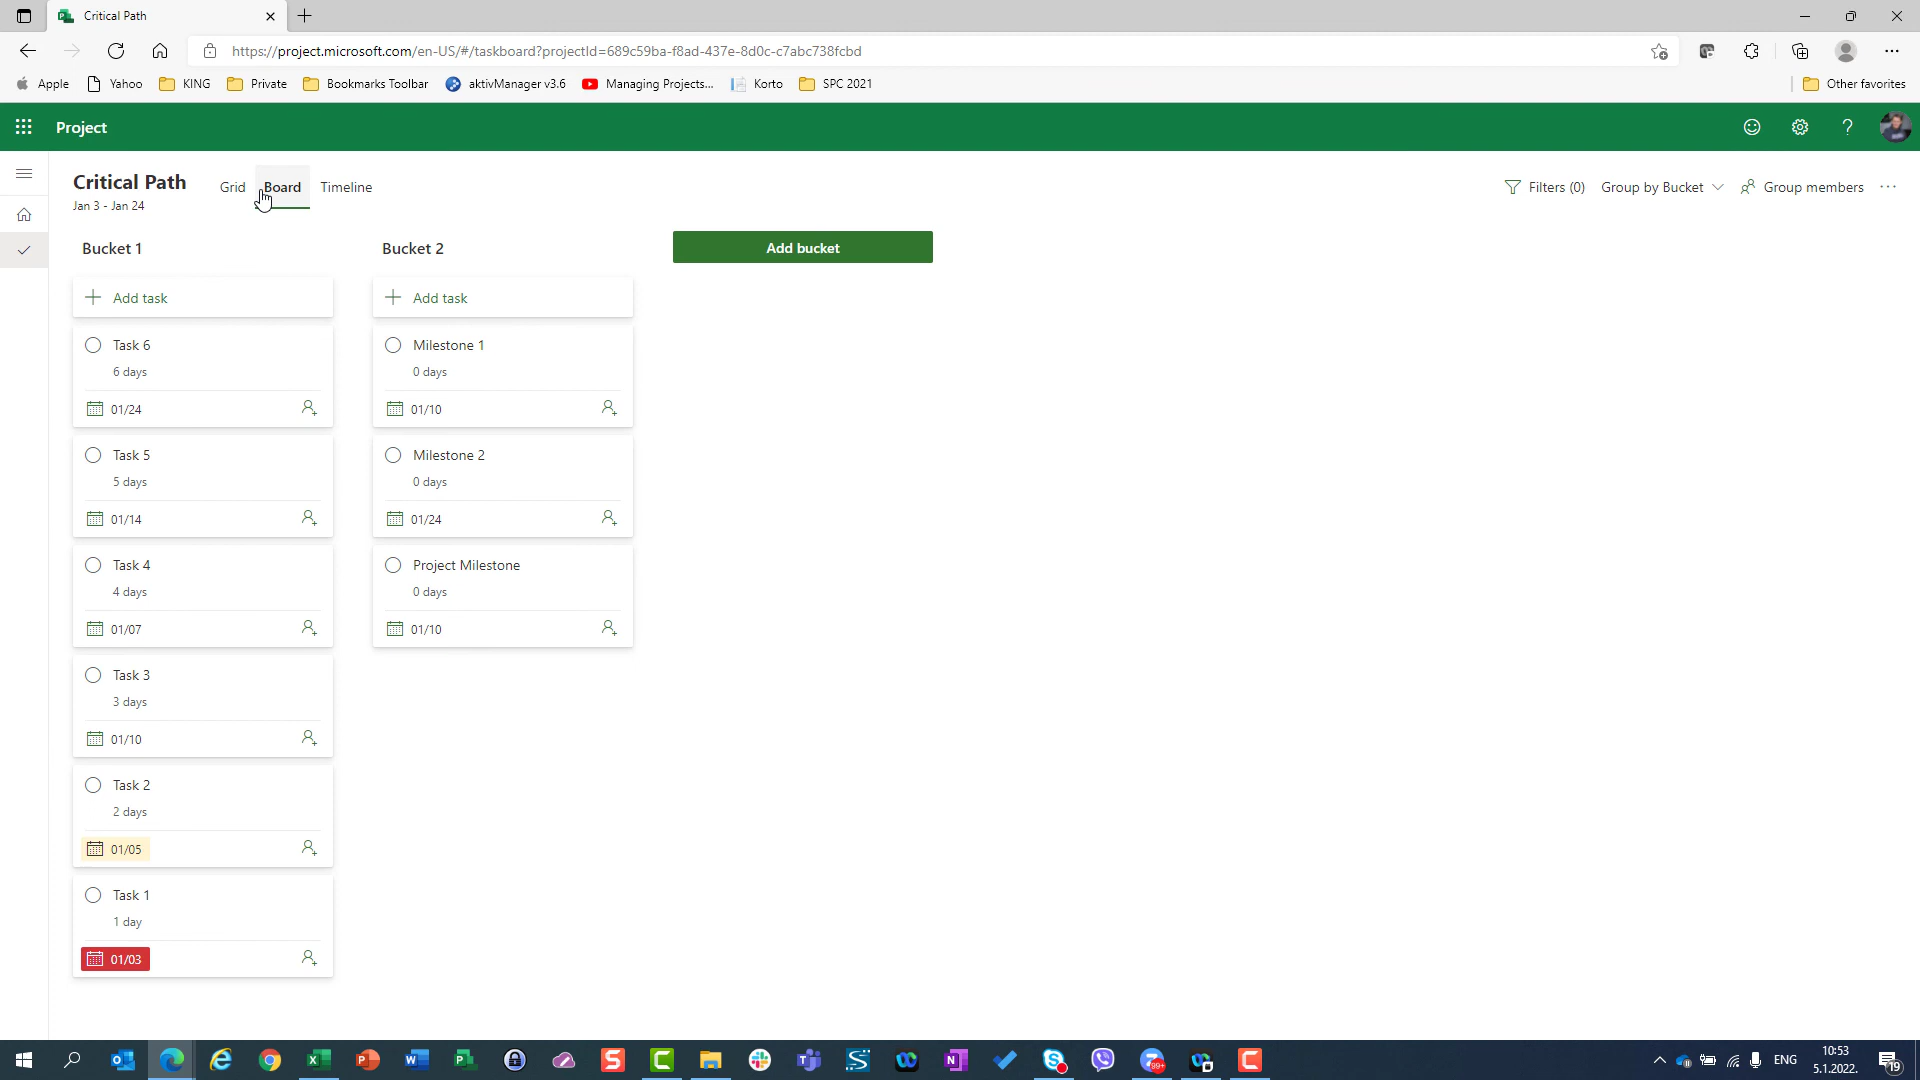 Critical Path
https://project.microsoft.com/en-US/#/taskboard?projectId=689c59ba-f8ad-437e-8d0c-c7abc738fcbd
Apple Yahoo KING Private Bookmarks Toolbar aktivManager v3.6 Managing Projects... Korto SPC 2021 Other favorites
Project
Critical Path Grid Board Timeline Filters (0) Group by Bucket Group members
Jan 3 - Jan 24
Bucket 1
Add task
Task 6
6 days
01/24
Task 5
5 days
01/14
Task 4
4 days
01/07
Task 3
3 days
01/10
Task 2
2 days
01/05
Task 1
1 day
01/03
Bucket 2
Add task
Milestone 1
0 days
01/10
Milestone 2
0 days
01/24
Project Milestone
0 days
01/10
Add bucket
99+
ENG
10:53
5.1.2022.
19